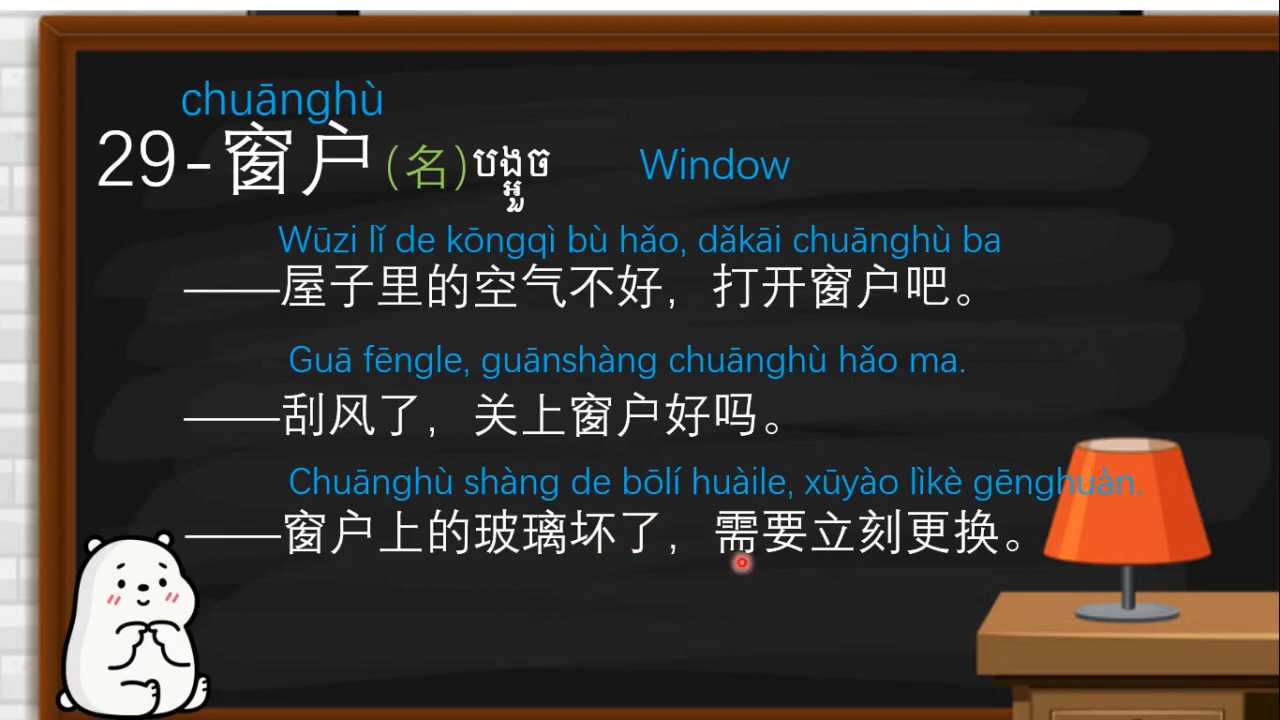 chuānghù
29-窗户(名)បង្អួច Window
Wūzi lǐ de kōngqì bù hǎo, dǎkāi chuānghù ba
——屋子里的空气不好，打开窗户吧。
Guā fēngle, guānshàng chuānghù hǎo ma.
——刮风了，关上窗户好吗。
Chuānghù shàng de bōlí huàile, xūyào lìkè gēnghuàn.
——窗户上的玻璃坏了，需要立刻更换。